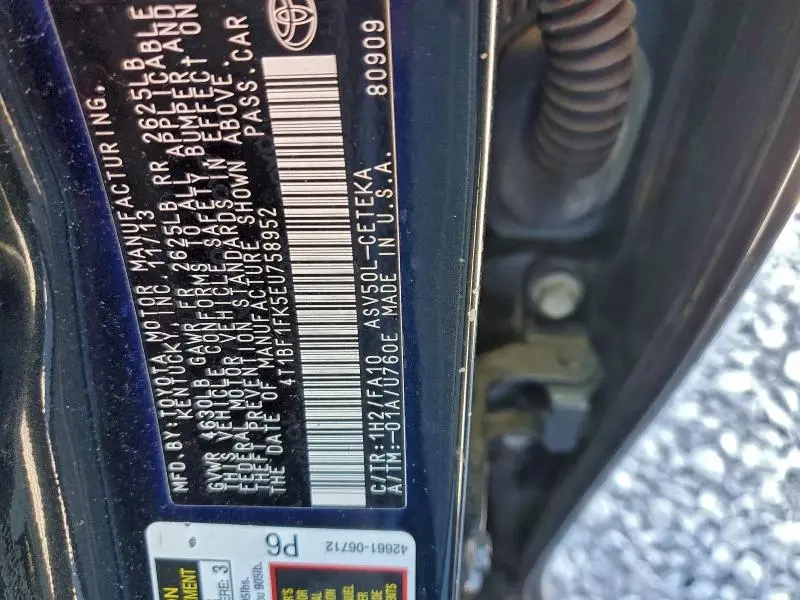 MFD. BY: TOYOTA MOTOR MANUFACTURING,
KENTUCKY, INC. 11/13
GVWR 4630LB GAWR FR 2625LB RR 2625LB
THIS VEHICLE CONFORMS TO ALL APPLICABLE
FEDERAL MOTOR VEHICLE SAFETY, BUMPER AND
THEFT PREVENTION STANDARDS IN EFFECT ON
THE DATE OF MANUFACTURE SHOWN ABOVE.
4T1BF1FK5EU758952 PASS. CAR
C/TR:1H2/FA10 ASV50L-CETEKA
A/TM:-01A/U760E MADE IN U.S.A. 80909
P6
42661-06712